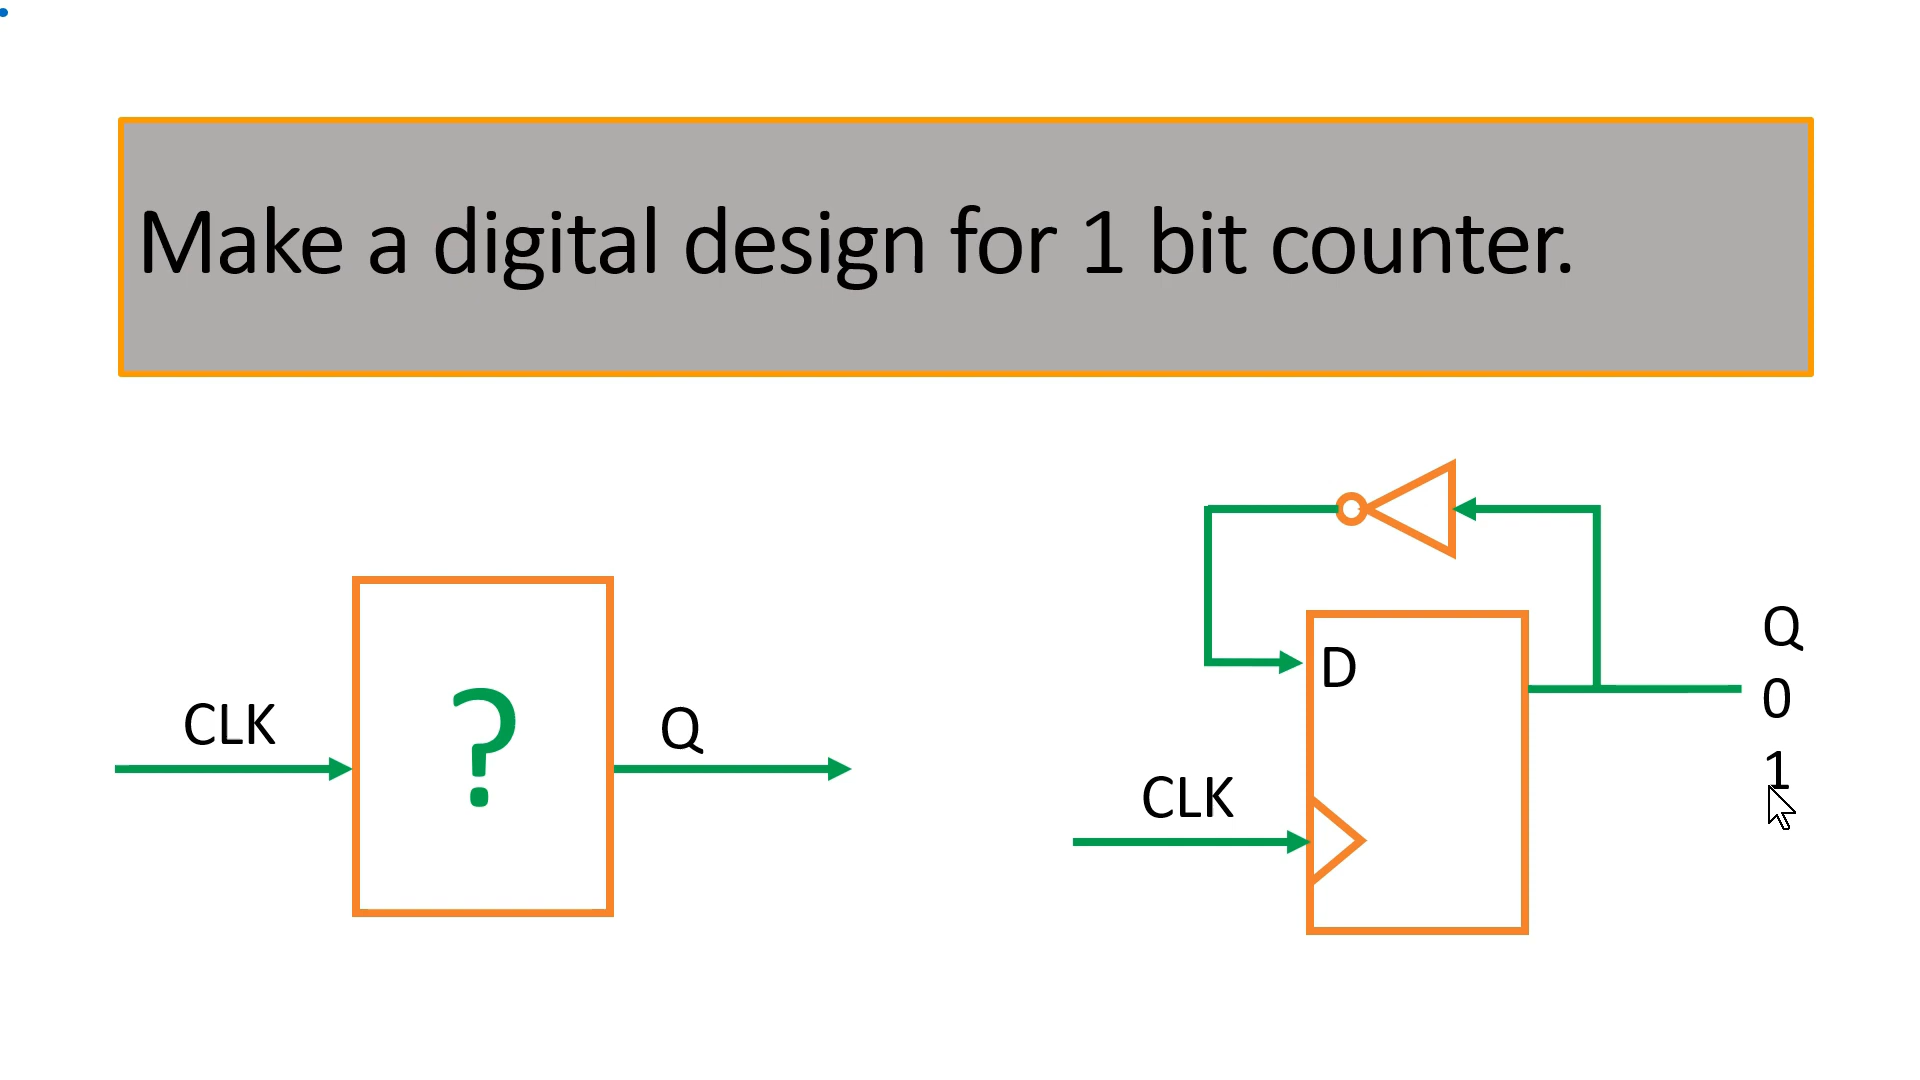 Make a digital design for 1 bit counter.
CLK
?
Q
D
CLK
Q
0
1